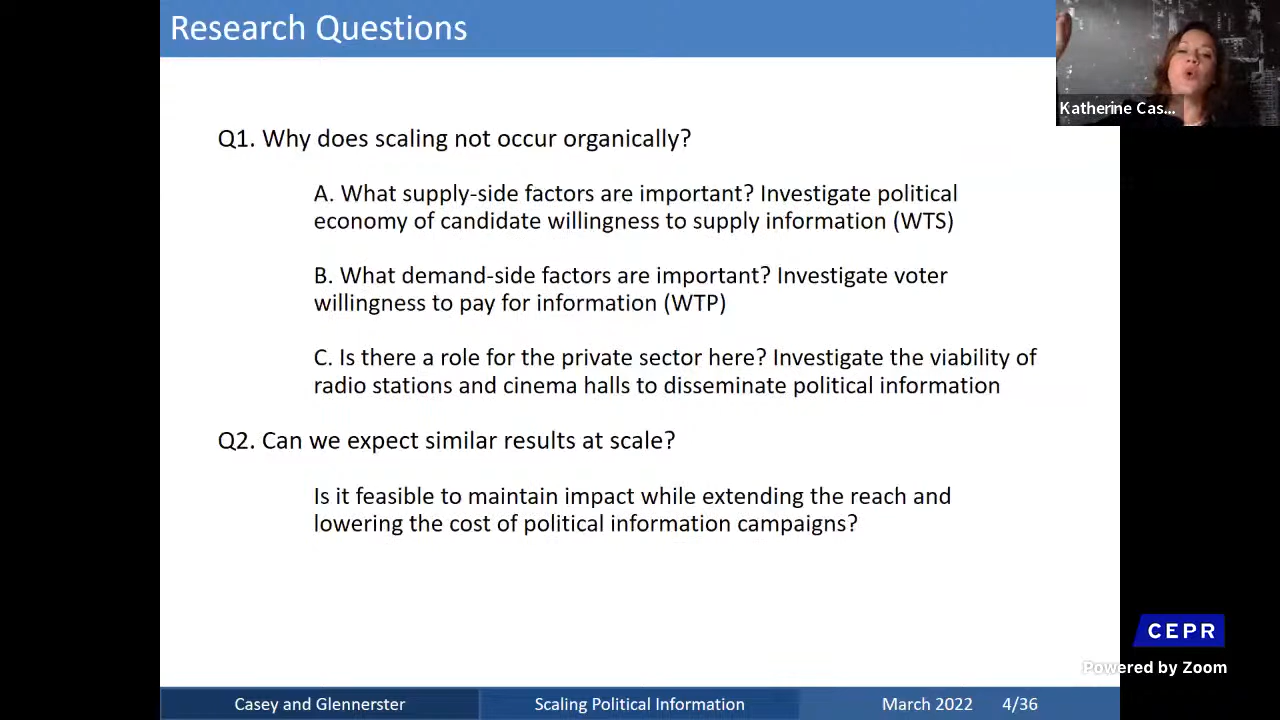 Research Questions
Katherine Cas...
Q1. Why does scaling not occur organically?
A. What supply-side factors are important? Investigate political
economy of candidate willingness to supply information (WTS)
B. What demand-side factors are important? Investigate voter
willingness to pay for information (WTP)
C. Is there a role for the private sector here? Investigate the viability of
radio stations and cinema halls to disseminate political information
Q2. Can we expect similar results at scale?
Is it feasible to maintain impact while extending the reach and
lowering the cost of political information campaigns?
CEPR
Powered by Zoom
Casey and Glennerster
Scaling Political Information
March 2022
4/36